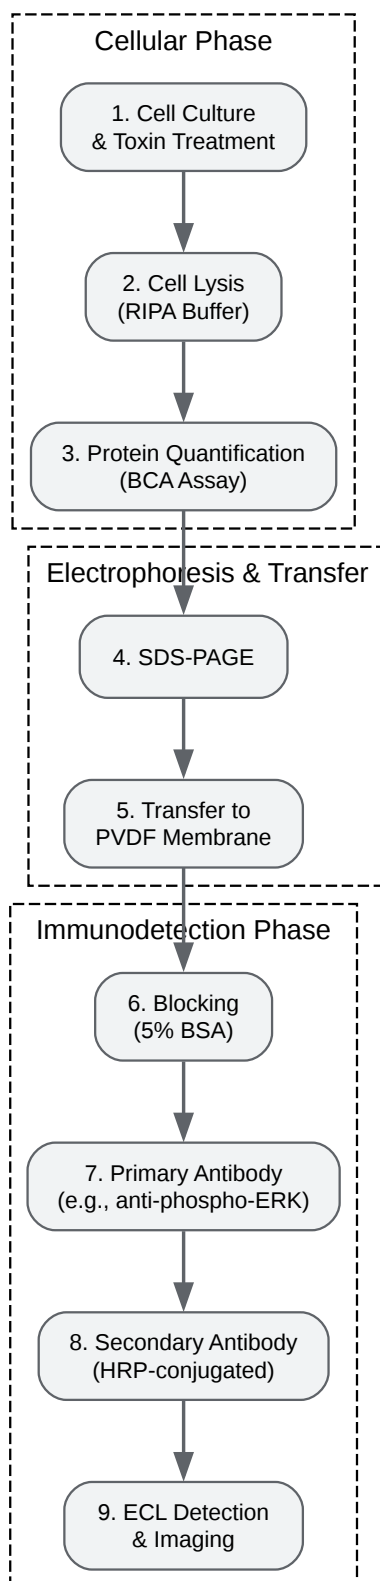 Cellular Phase
1. Cell Culture
& Toxin Treatment
2. Cell Lysis
(RIPA Buffer)
3. Protein Quantification
(BCA Assay)
Electrophoresis & Transfer
4. SDS-PAGE
5. Transfer to
PVDF Membrane
Immunodetection Phase
6. Blocking
(5% BSA)
7. Primary Antibody
(e.g., anti-phospho-ERK)
8. Secondary Antibody
(HRP-conjugated)
9. ECL Detection
& Imaging